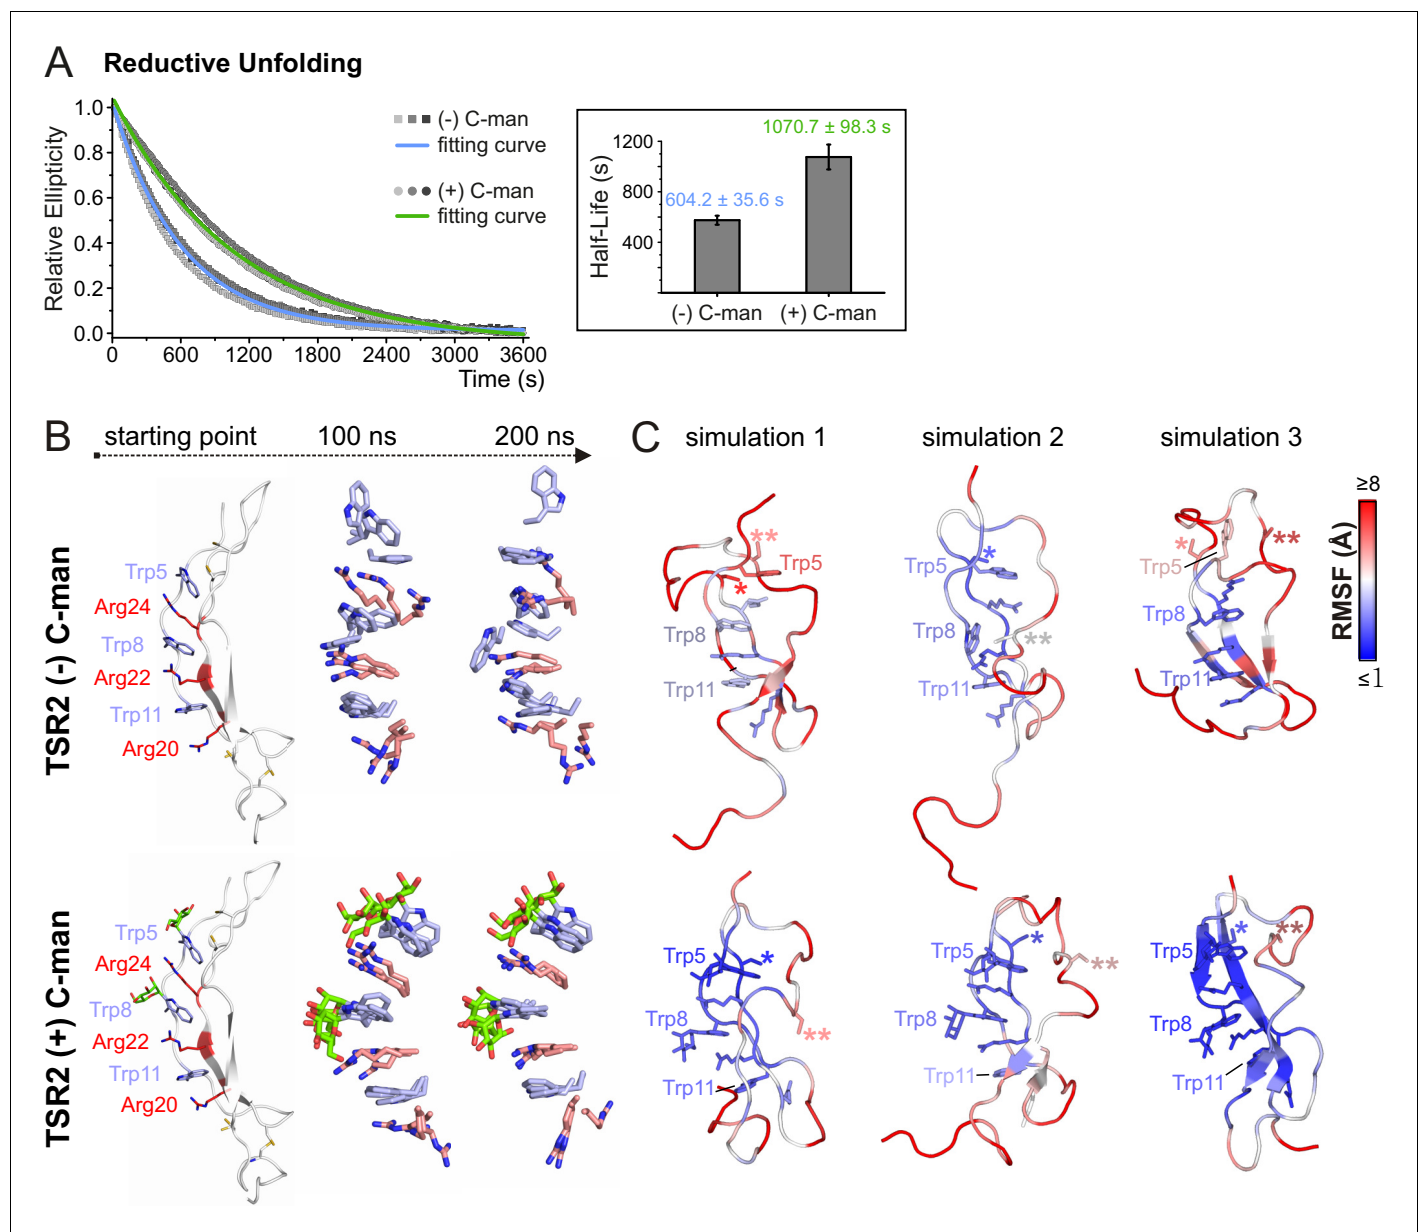 A Reductive Unfolding
1.0
0.8
0.6
0.4
0.2
0.0
Relative Ellipticity
0 600 1200 1800 2400 3000 3600
Time (s)
(-) C-man
fitting curve
(+) C-man
fitting curve
1070.7 ± 98.3 s
604.2 ± 35.6 s
1200
800
400
Half-Life (s)
(-) C-man (+) C-man
B starting point 100 ns 200 ns
TSR2 (-) C-man
Trp5
Arg24
Trp8
Arg22
Trp11
Arg20
TSR2 (+) C-man
Trp5
Arg24
Trp8
Arg22
Trp11
Arg20
C simulation 1 simulation 2 simulation 3
**
Trp5
*
Trp8
Trp11
Trp5 *
Trp8
**
Trp11
* **
Trp5
Trp8
Trp11
≥8
RMSF (Å)
≤1
Trp5 *
Trp8
**
Trp11
*
Trp5
**
Trp8
Trp11
* **
Trp5
Trp8
Trp11